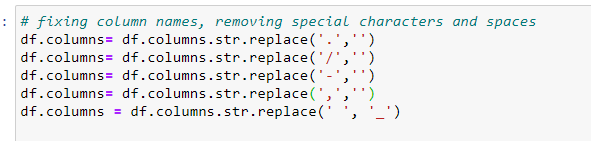 : # fixing column names, removing special characters and spaces
df.columns= df.columns.str.replace('.','')
df.columns= df.columns.str.replace('/','')
df.columns= df.columns.str.replace('-','')
df.columns= df.columns.str.replace(',','')
df.columns = df.columns.str.replace(' ', '_')